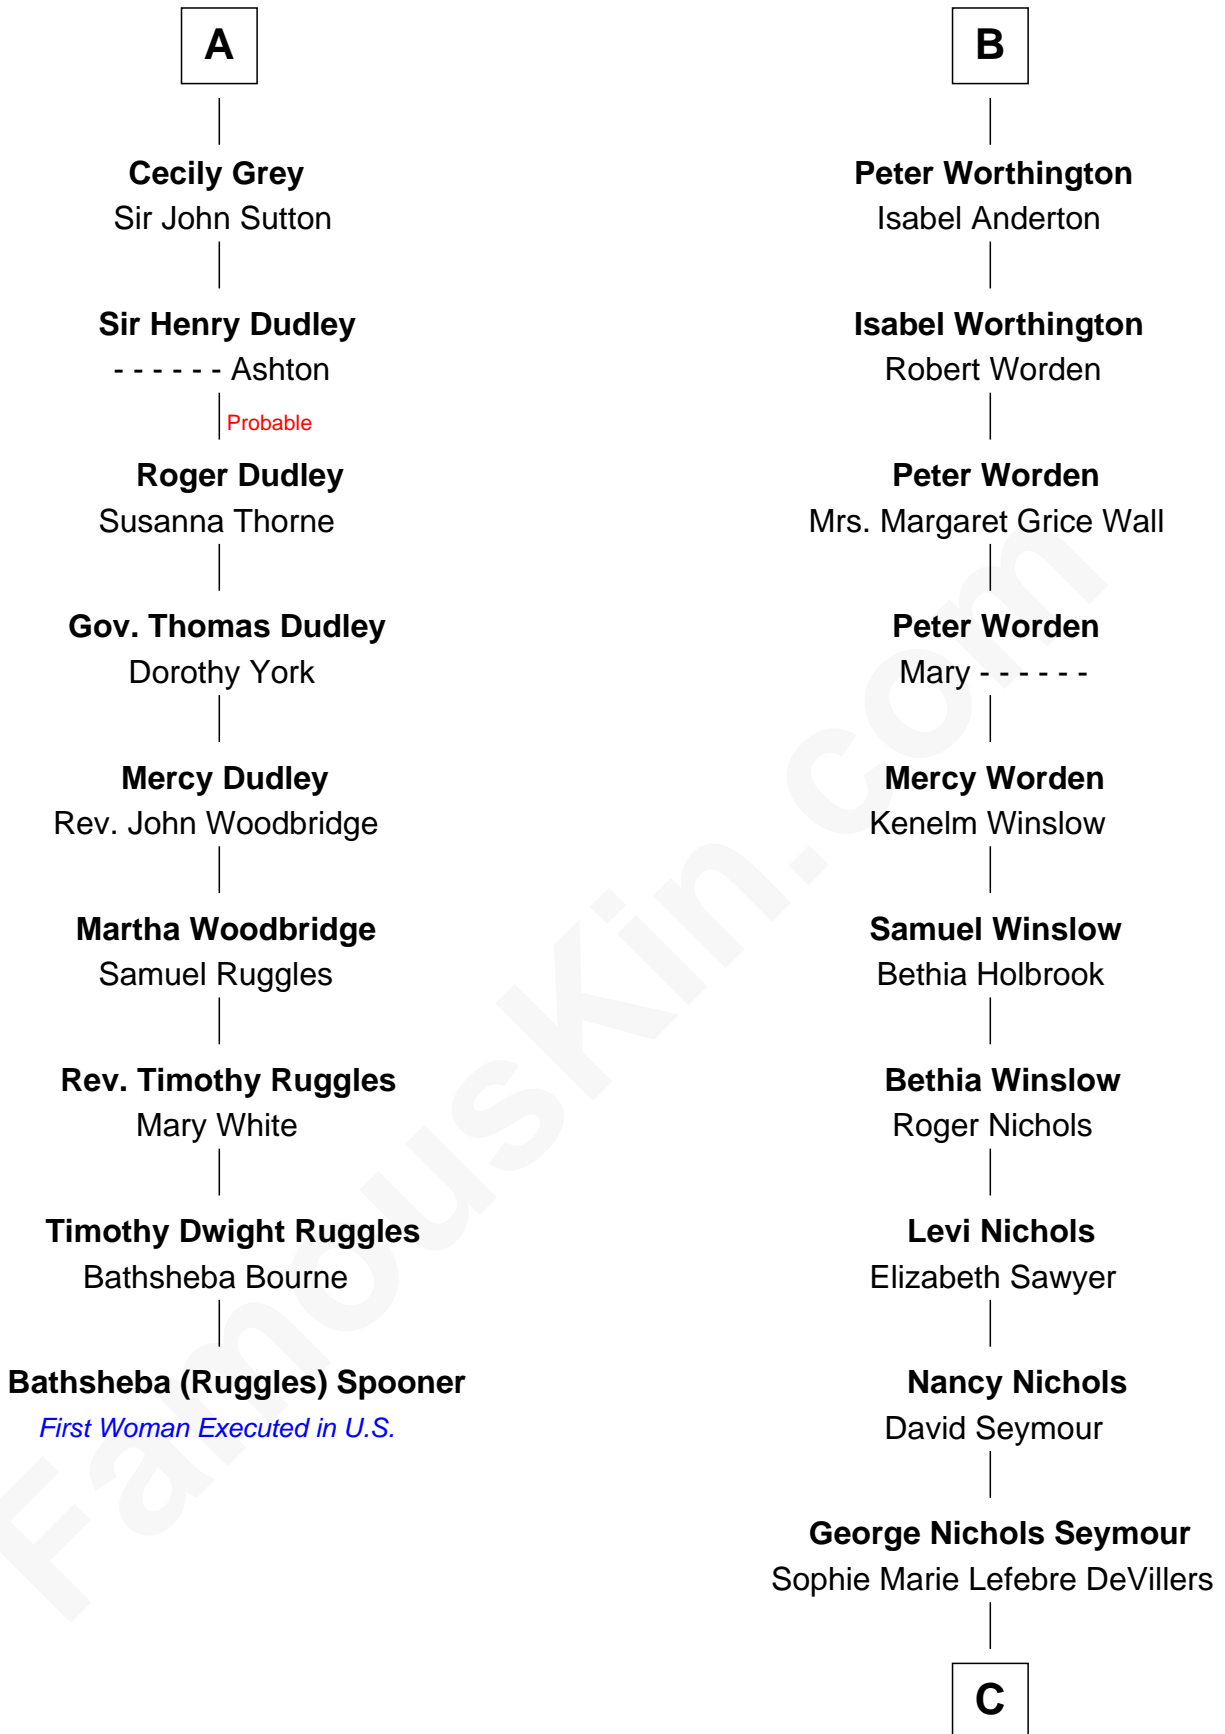 A
Cecily Grey
Sir John Sutton
Sir Henry Dudley
- - - - - - Ashton
Probable
Roger Dudley
Susanna Thorne
Gov. Thomas Dudley
Dorothy York
Mercy Dudley
Rev. John Woodbridge
Martha Woodbridge
Samuel Ruggles
Rev. Timothy Ruggles
Mary White
Timothy Dwight Ruggles
Bathsheba Bourne
Bathsheba (Ruggles) Spooner
First Woman Executed in U.S.
B
Peter Worthington
Isabel Anderton
Isabel Worthington
Robert Worden
Peter Worden
Mrs. Margaret Grice Wall
Peter Worden
Mary - - - - - -
Mercy Worden
Kenelm Winslow
Samuel Winslow
Bethia Holbrook
Bethia Winslow
Roger Nichols
Levi Nichols
Elizabeth Sawyer
Nancy Nichols
David Seymour
George Nichols Seymour
Sophie Marie Lefebre DeVillers
C
FamousKin.com